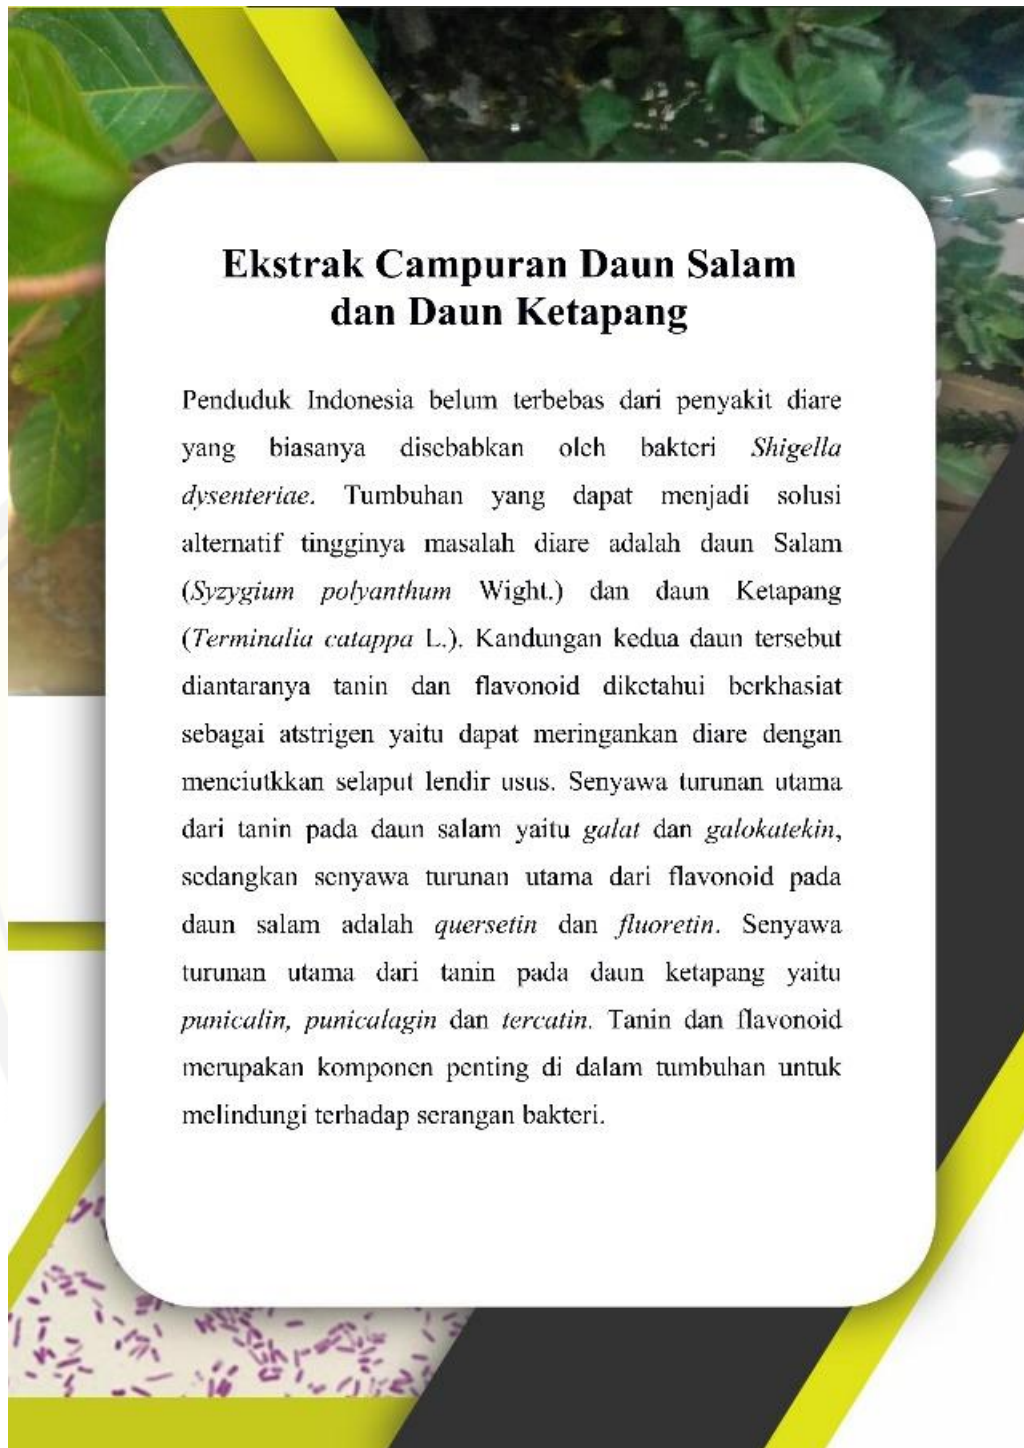 Ekstrak Campuran Daun Salam
dan Daun Ketapang
Penduduk Indonesia belum terbebas dari penyakit diare
yang biasanya disebabkan oleh bakteri Shigella
dysenteriae. Tumbuhan yang dapat menjadi solusi
alternatif tingginya masalah diare adalah daun Salam
(Syzygium polyanthum Wight.) dan daun Ketapang
(Terminalia catappa L.). Kandungan kedua daun tersebut
diantaranya tanin dan flavonoid diketahui berkhasiat
sebagai atstrigen yaitu dapat meringankan diare dengan
menciutkkan selaput lendir usus. Senyawa turunan utama
dari tanin pada daun salam yaitu galat dan galokatekin,
sedangkan senyawa turunan utama dari flavonoid pada
daun salam adalah quersetin dan fluoretin. Senyawa
turunan utama dari tanin pada daun ketapang yaitu
punicalin, punicalagin dan tercatin. Tanin dan flavonoid
merupakan komponen penting di dalam tumbuhan untuk
melindungi terhadap serangan bakteri.